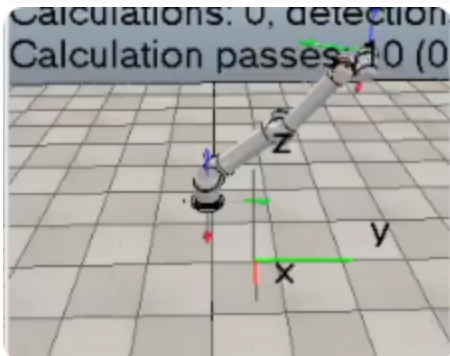 Calculations: 0, detection
Calculation passes: 10 (0
z
y
x